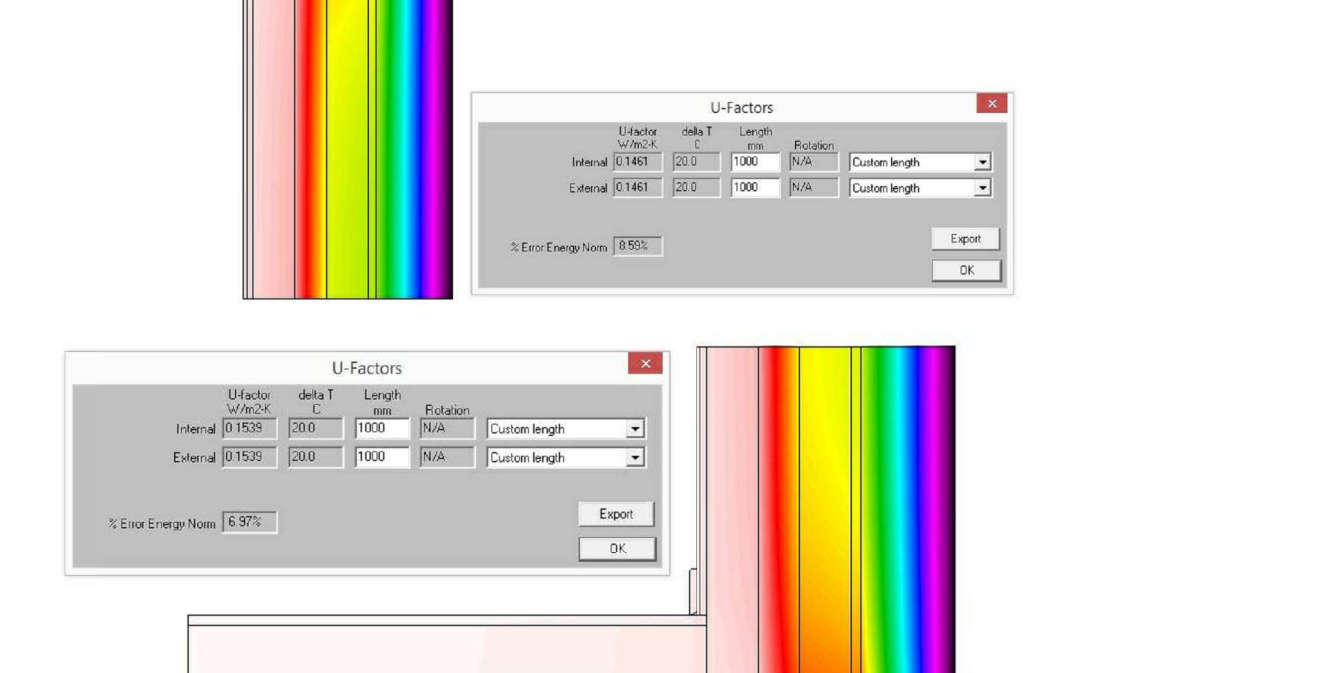 U-Factors
U-factor delta T Length
W/m2-K C mm Rotation
Internal 0.1461 20.0 1000 N/A Custom length
External 0.1461 20.0 1000 N/A Custom length
% Error Energy Norm 8.59% Export
OK
U-Factors
U-factor delta T Length
W/m2-K C mm Rotation
Internal 0.1539 20.0 1000 N/A Custom length
External 0.1539 20.0 1000 N/A Custom length
% Error Energy Norm 6.97% Export
OK